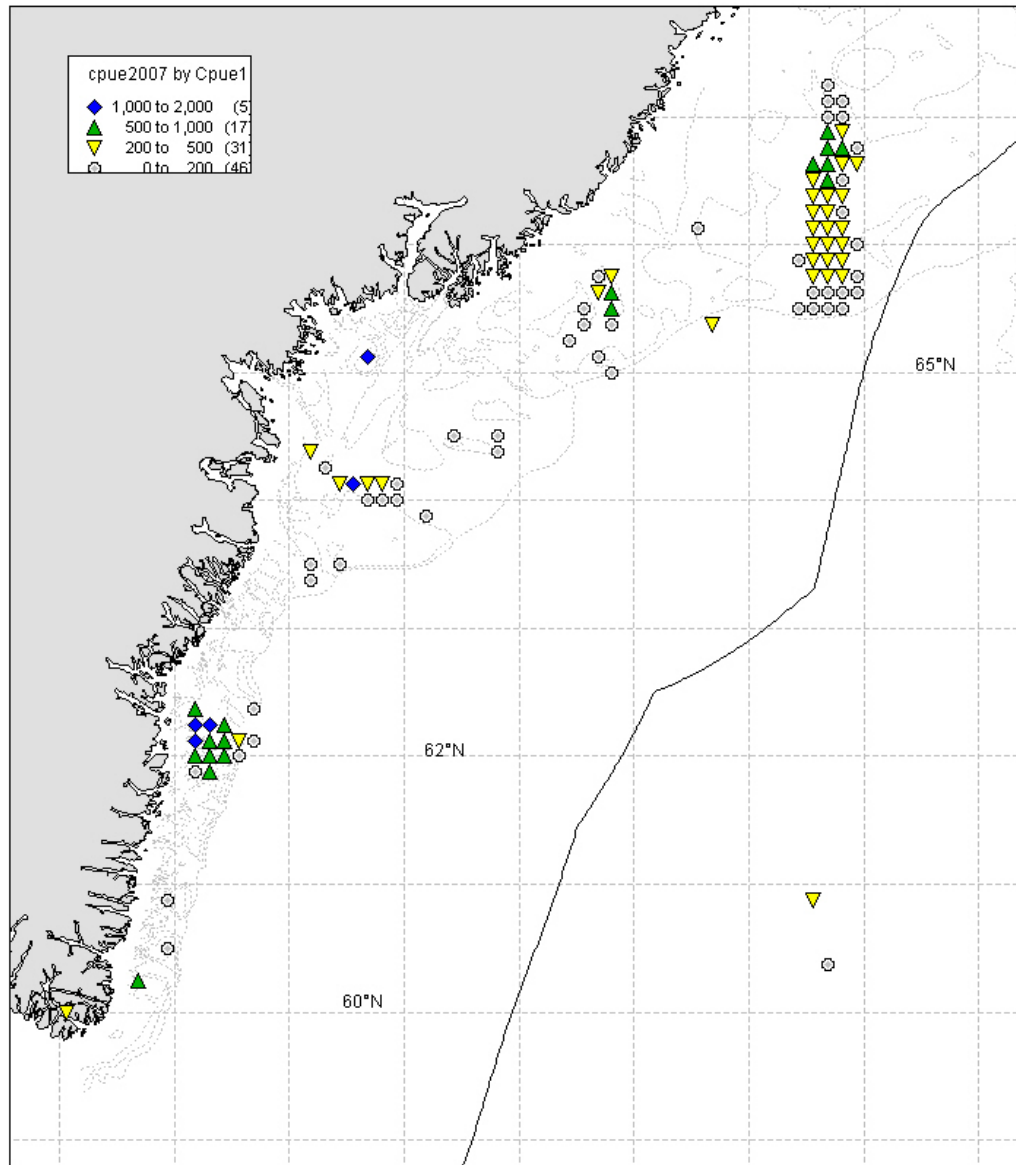 cpue2007 by Cpue1
1,000 to 2,000 (5)
500 to 1,000 (17)
200 to 500 (31)
0 to 200 (46)
65°N
62°N
60°N